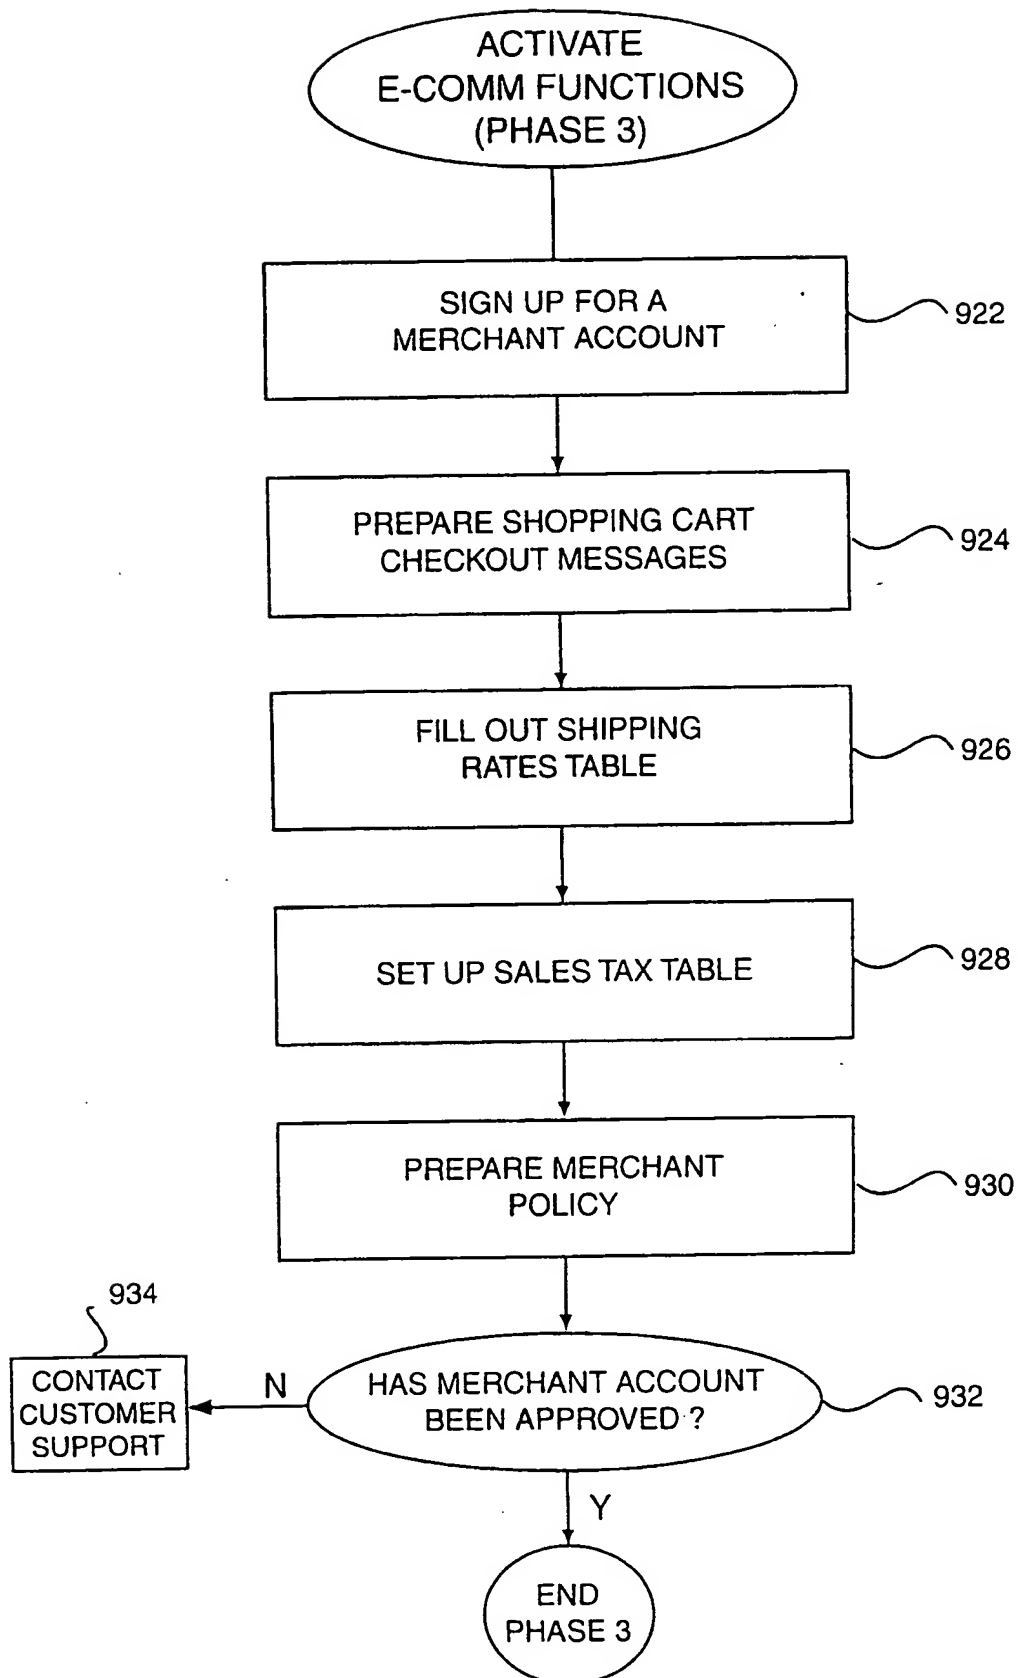 ACTIVATE
E-COMM FUNCTIONS
(PHASE 3)
SIGN UP FOR A
MERCHANT ACCOUNT
922
PREPARE SHOPPING CART
CHECKOUT MESSAGES
924
FILL OUT SHIPPING
RATES TABLE
926
SET UP SALES TAX TABLE
928
PREPARE MERCHANT
POLICY
930
934
CONTACT
CUSTOMER
SUPPORT
N
HAS MERCHANT ACCOUNT
BEEN APPROVED ?
932
Y
END
PHASE 3